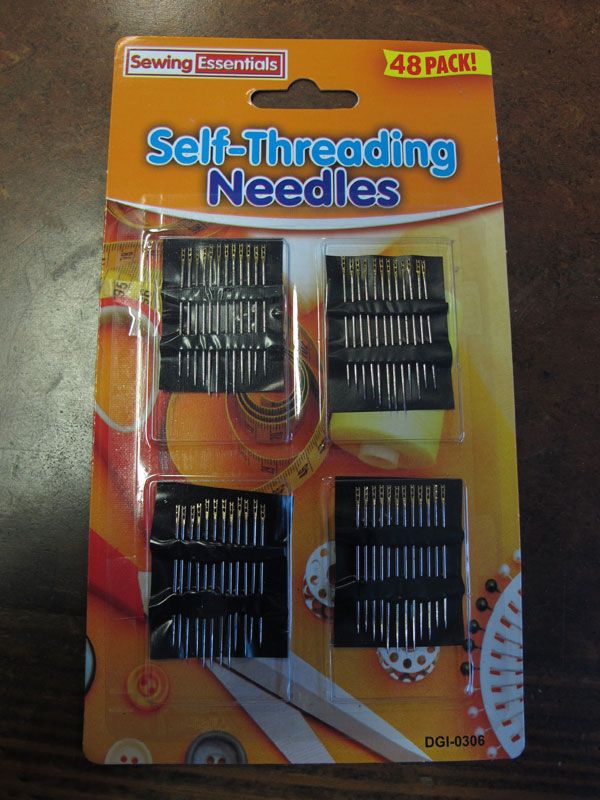 Sewing Essentials
48 PACK!
Self-Threading
Needles
DGI-0306